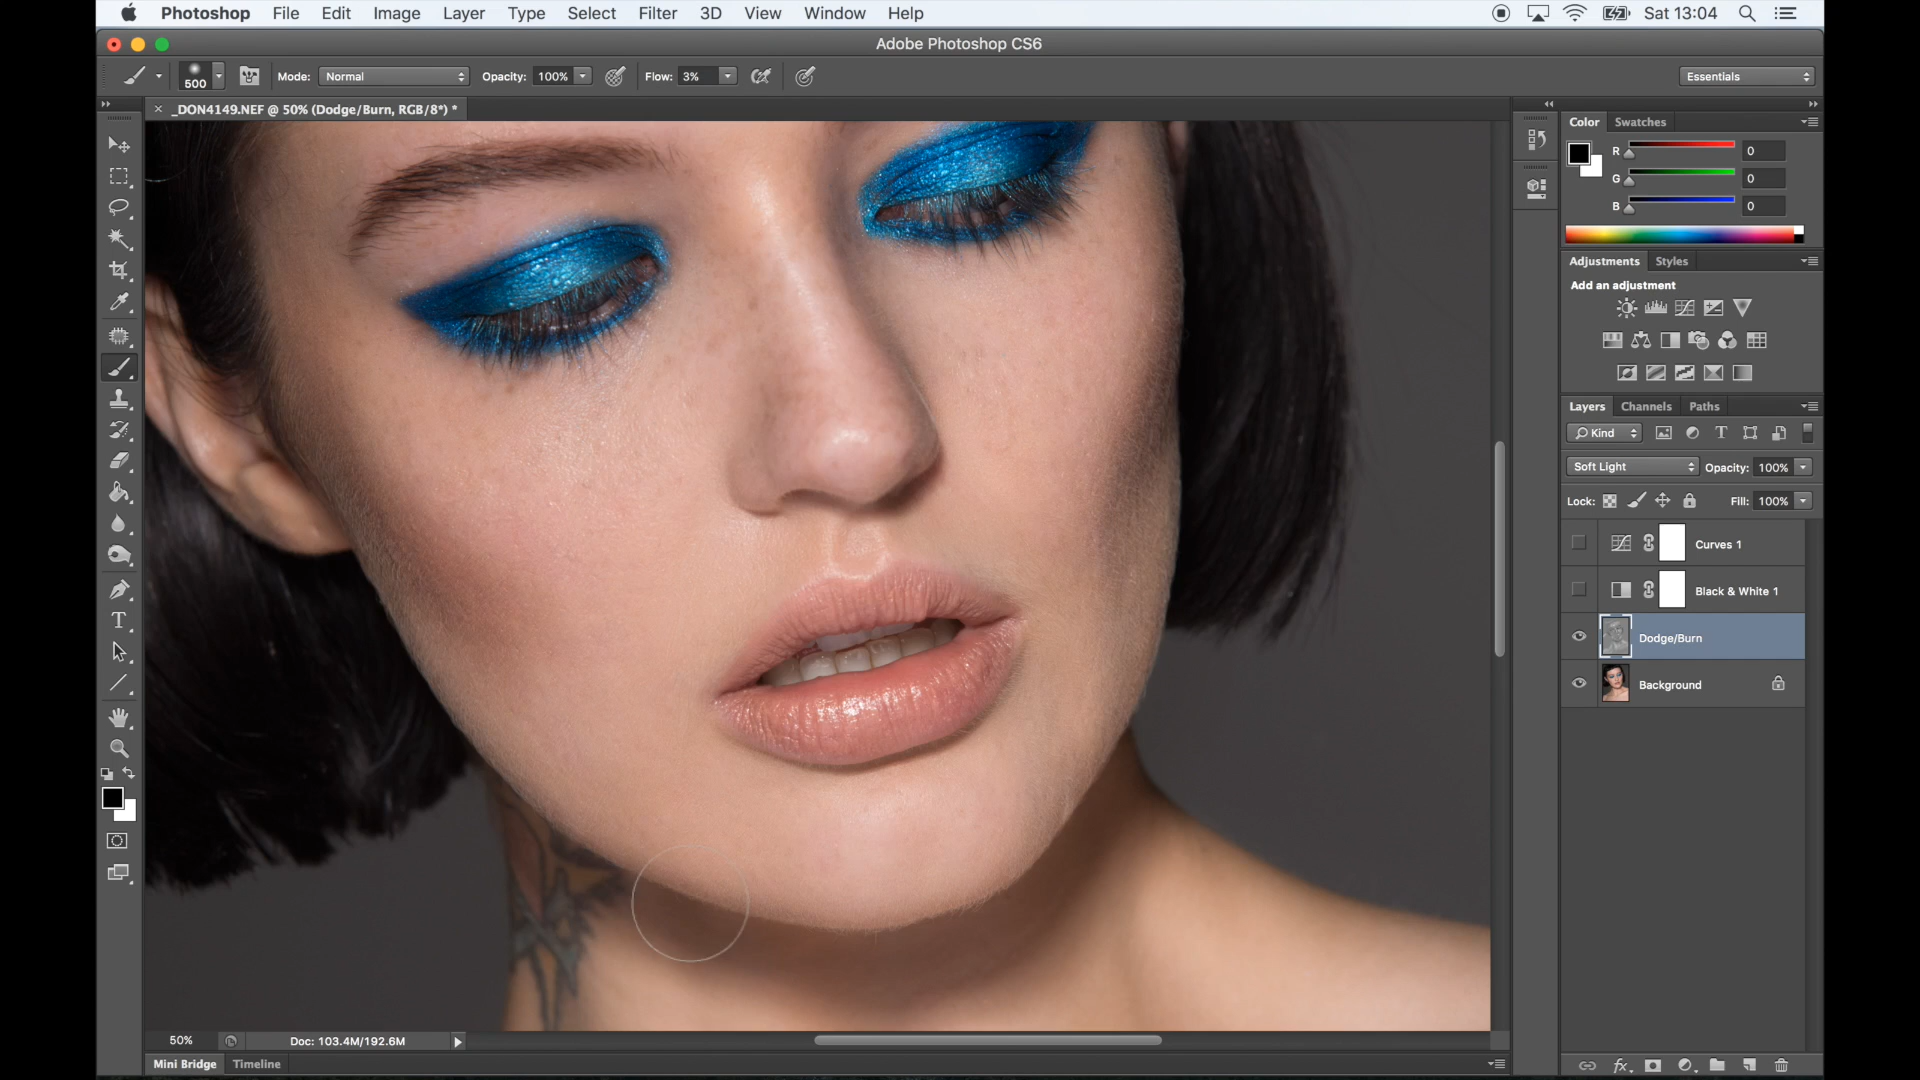 Photoshop File Edit Image Layer Type Select Filter 3D View Window Help Sat 13:04
Adobe Photoshop CS6
500 Mode: Normal Opacity: 100% Flow: 3% Essentials
× _DON4149.NEF @ 50% (Dodge/Burn, RGB/8*) *
Color Swatches
R 0
G 0
B 0
Adjustments Styles
Add an adjustment
Layers Channels Paths
Kind T
Soft Light Opacity: 100%
Lock: Fill: 100%
Curves 1
Black & White 1
Dodge/Burn
Background
T
50% Doc: 103.4M/192.6M
Mini Bridge Timeline
fx